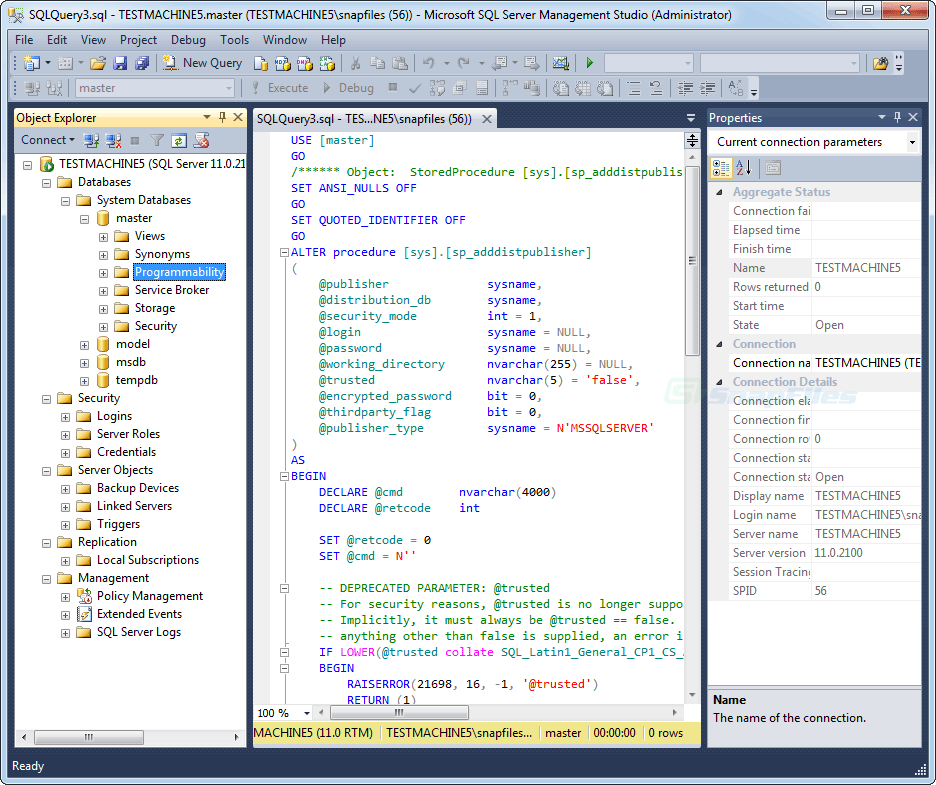 SQLQuery3.sql - TESTMACHINE5.master (TESTMACHINE5\snapfiles (56)) - Microsoft SQL Server Management Studio (Administrator)
File Edit View Project Debug Tools Window Help
New Query
master Execute Debug
Object Explorer
Connect
TESTMACHINE5 (SQL Server 11.0.21
Databases
System Databases
master
Views
Synonyms
Programmability
Service Broker
Storage
Security
model
msdb
tempdb
Security
Logins
Server Roles
Credentials
Server Objects
Backup Devices
Linked Servers
Triggers
Replication
Local Subscriptions
Management
Policy Management
Extended Events
SQL Server Logs
SQLQuery3.sql - TES...NE5\snapfiles (56))
USE [master]
GO
/****** Object:  StoredProcedure [sys].[sp_adddistpublis
SET ANSI_NULLS OFF
GO
SET QUOTED_IDENTIFIER OFF
GO
ALTER procedure [sys].[sp_adddistpublisher]
(
@publisher sysname,
@distribution_db sysname,
@security_mode int = 1,
@login sysname = NULL,
@password sysname = NULL,
@working_directory nvarchar(255) = NULL,
@trusted nvarchar(5) = 'false',
@encrypted_password bit = 0,
@thirdparty_flag bit = 0,
@publisher_type sysname = N'MSSQLSERVER'
)
AS
BEGIN
DECLARE @cmd nvarchar(4000)
DECLARE @retcode int
SET @retcode = 0
SET @cmd = N''
-- DEPRECATED PARAMETER: @trusted
-- For security reasons, @trusted is no longer suppo
-- Implicitly, it must always be @trusted == false.
-- anything other than false is supplied, an error i
IF LOWER(@trusted collate SQL_Latin1_General_CP1_CS_
BEGIN
RAISERROR(21698, 16, -1, '@trusted')
RETURN (1)
100 %
MACHINE5 (11.0 RTM) TESTMACHINE5\snapfiles... master 00:00:00 0 rows
Properties
Current connection parameters
Aggregate Status
Connection fai
Elapsed time
Finish time
Name TESTMACHINE5
Rows returned 0
Start time
State Open
Connection
Connection na TESTMACHINE5 (TE
Connection Details
Connection ela
Connection fin
Connection ro 0
Connection sta
Connection sta Open
Display name TESTMACHINE5
Login name TESTMACHINE5\sna
Server name TESTMACHINE5
Server version 11.0.2100
Session Tracing
SPID 56
Name
The name of the connection.
Ready
SnapFiles